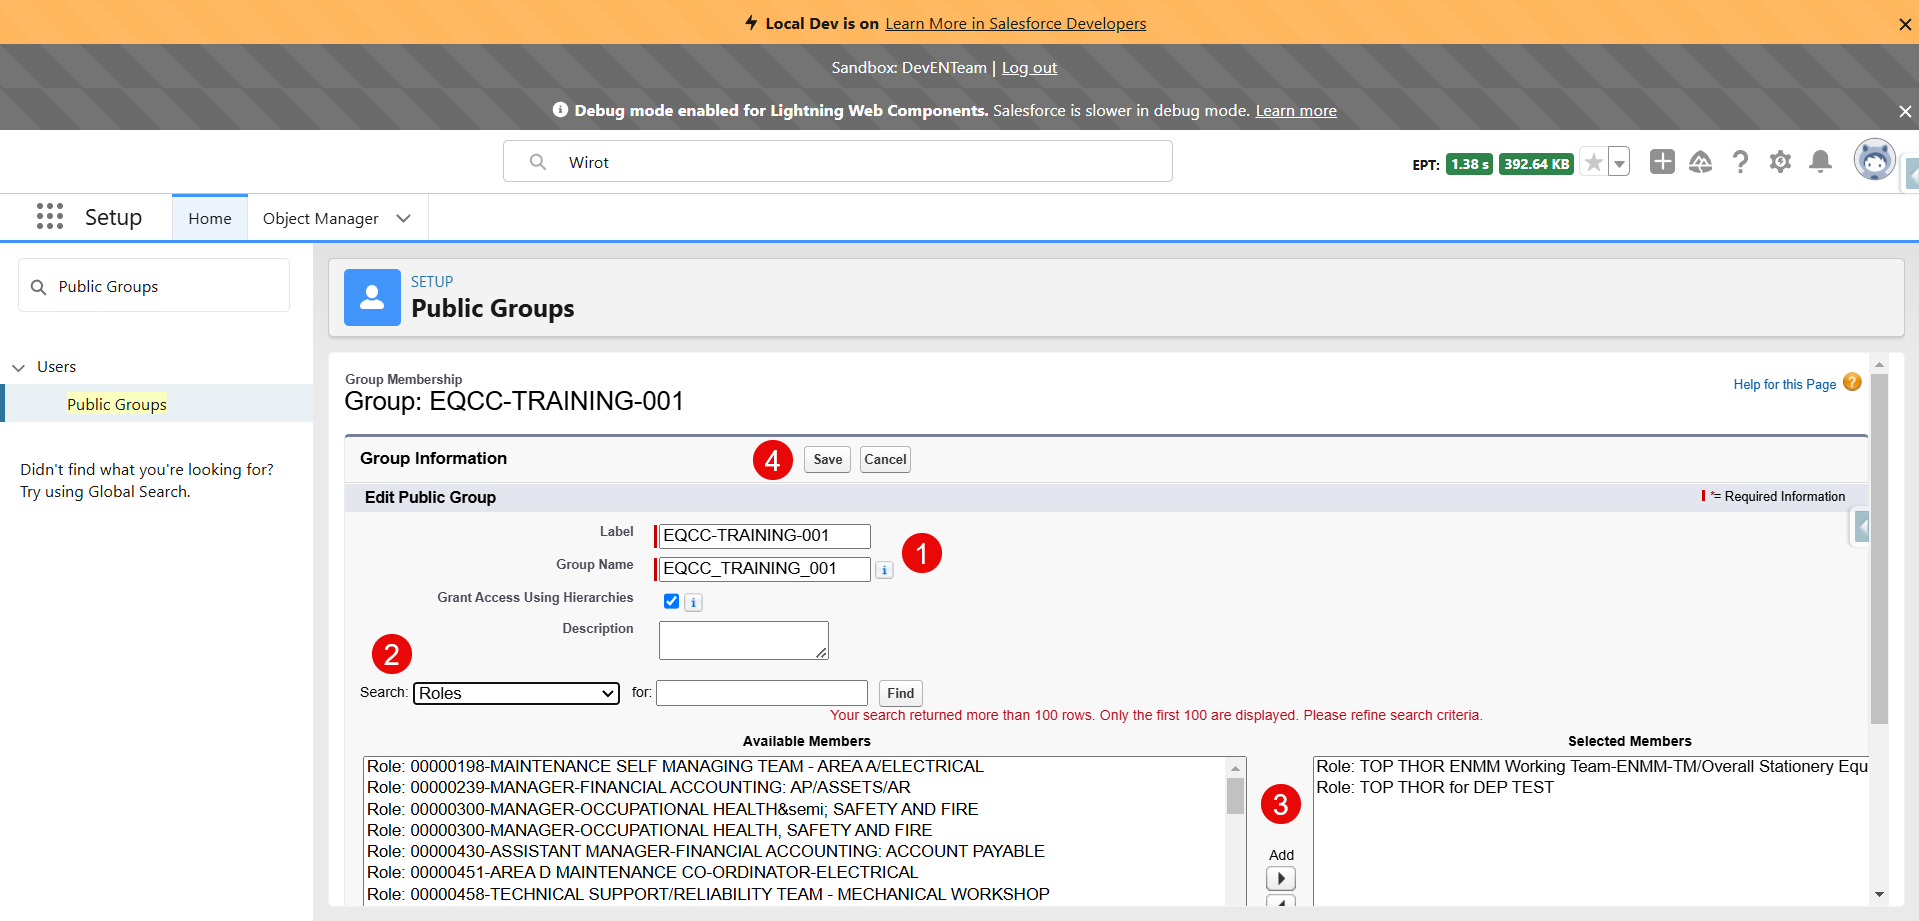 Local Dev is on Learn More in Salesforce Developers
Sandbox: DevENTeam | Log out
Debug mode enabled for Lightning Web Components. Salesforce is slower in debug mode. Learn more
Wirot
EPT: 1.38 s 392.64 KB
Setup Home Object Manager
Public Groups
Users
Public Groups
Didn't find what you're looking for?
Try using Global Search.
SETUP
Public Groups
Group Membership
Group: EQCC-TRAINING-001
Help for this Page ?
Group Information 4 Save Cancel
Edit Public Group *= Required Information
Label EQCC-TRAINING-001
1
Group Name EQCC_TRAINING_001 i
Grant Access Using Hierarchies i
Description
2
Search: Roles for: Find
Your search returned more than 100 rows. Only the first 100 are displayed. Please refine search criteria.
Available Members
Role: 00000198-MAINTENANCE SELF MANAGING TEAM - AREA A/ELECTRICAL
Role: 00000239-MANAGER-FINANCIAL ACCOUNTING: AP/ASSETS/AR
Role: 00000300-MANAGER-OCCUPATIONAL HEALTH&semi; SAFETY AND FIRE
Role: 00000300-MANAGER-OCCUPATIONAL HEALTH, SAFETY AND FIRE
Role: 00000430-ASSISTANT MANAGER-FINANCIAL ACCOUNTING: ACCOUNT PAYABLE
Role: 00000451-AREA D MAINTENANCE CO-ORDINATOR-ELECTRICAL
Role: 00000458-TECHNICAL SUPPORT/RELIABILITY TEAM - MECHANICAL WORKSHOP
3
Add
Selected Members
Role: TOP THOR ENMM Working Team-ENMM-TM/Overall Stationery Equ
Role: TOP THOR for DEP TEST